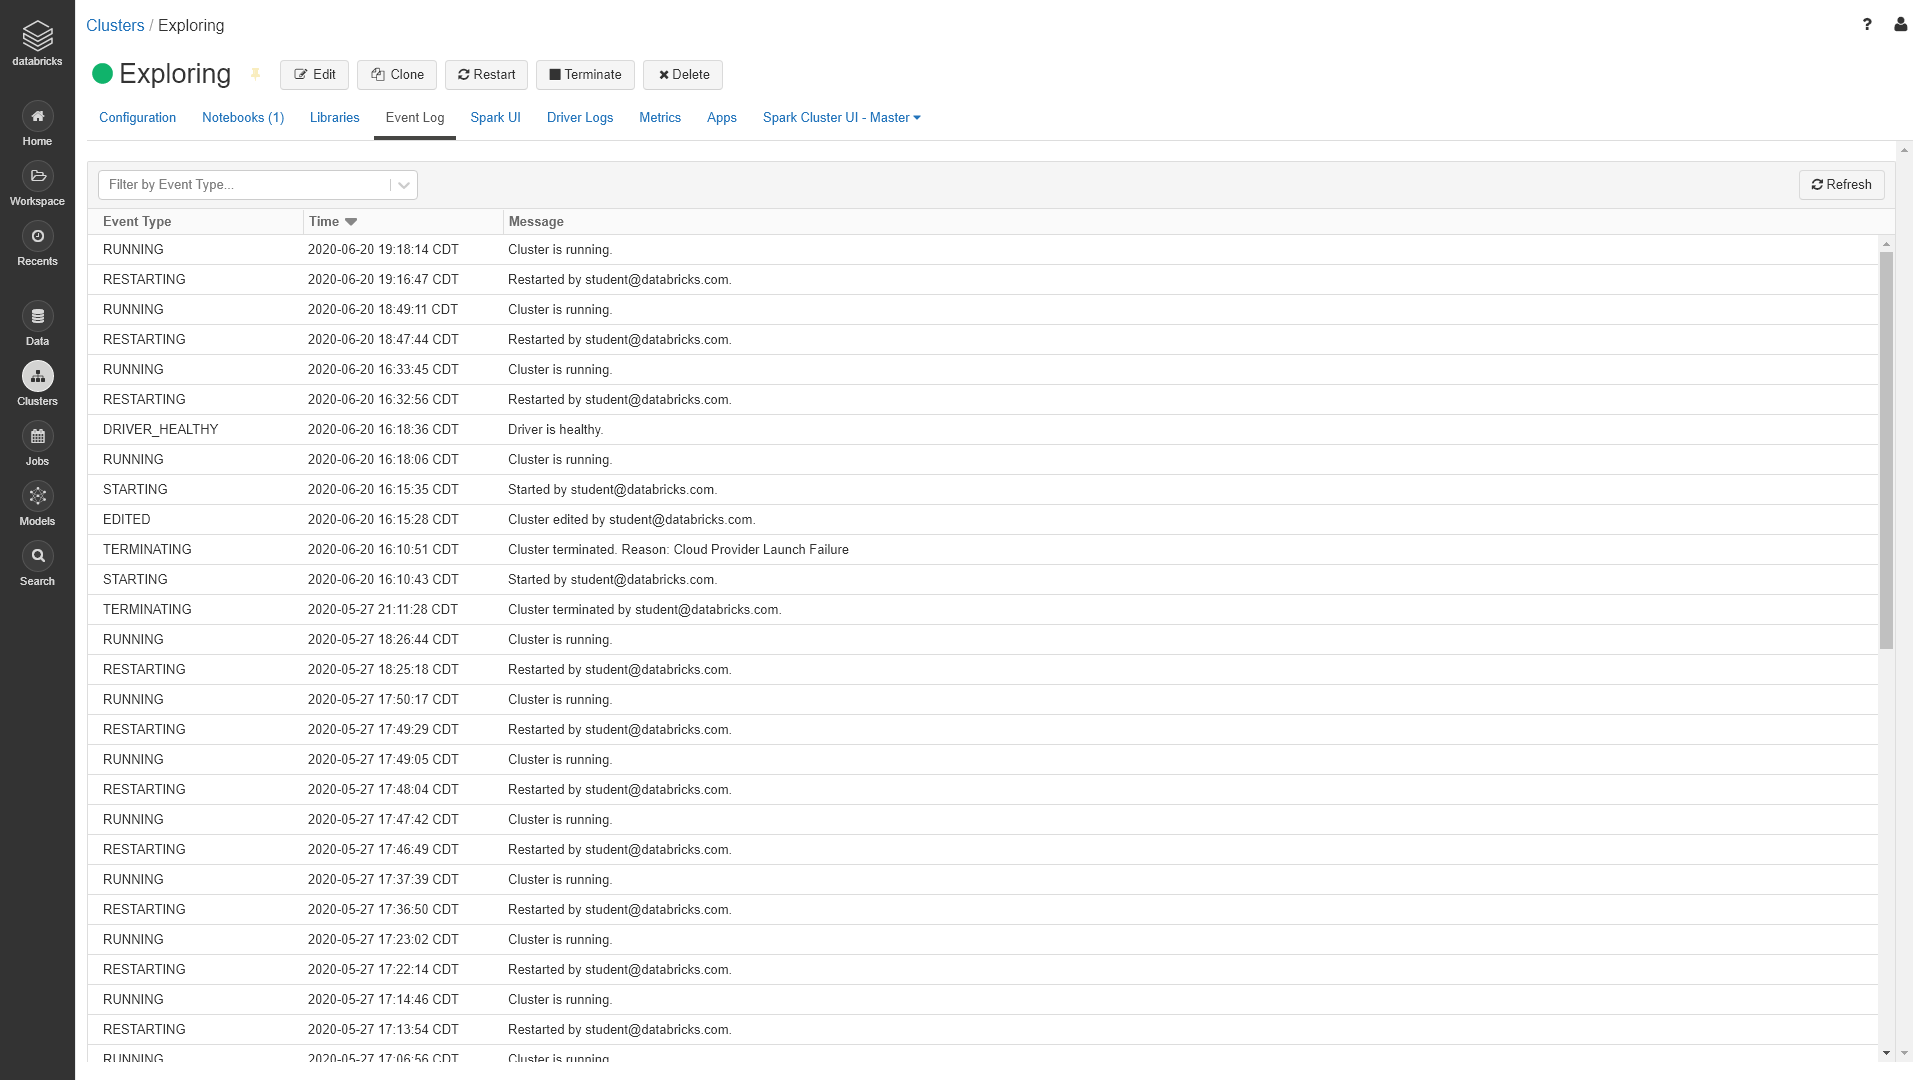 databricks
Home
Workspace
Recents
Data
Clusters
Jobs
Models
Search
Clusters / Exploring
?
Exploring
Edit Clone Restart Terminate Delete
Configuration Notebooks (1) Libraries Event Log Spark UI Driver Logs Metrics Apps Spark Cluster UI - Master
Filter by Event Type...
Refresh
Event Type Time Message
RUNNING 2020-06-20 19:18:14 CDT Cluster is running.
RESTARTING 2020-06-20 19:16:47 CDT Restarted by student@databricks.com.
RUNNING 2020-06-20 18:49:11 CDT Cluster is running.
RESTARTING 2020-06-20 18:47:44 CDT Restarted by student@databricks.com.
RUNNING 2020-06-20 16:33:45 CDT Cluster is running.
RESTARTING 2020-06-20 16:32:56 CDT Restarted by student@databricks.com.
DRIVER_HEALTHY 2020-06-20 16:18:36 CDT Driver is healthy.
RUNNING 2020-06-20 16:18:06 CDT Cluster is running.
STARTING 2020-06-20 16:15:35 CDT Started by student@databricks.com.
EDITED 2020-06-20 16:15:28 CDT Cluster edited by student@databricks.com.
TERMINATING 2020-06-20 16:10:51 CDT Cluster terminated. Reason: Cloud Provider Launch Failure
STARTING 2020-06-20 16:10:43 CDT Started by student@databricks.com.
TERMINATING 2020-05-27 21:11:28 CDT Cluster terminated by student@databricks.com.
RUNNING 2020-05-27 18:26:44 CDT Cluster is running.
RESTARTING 2020-05-27 18:25:18 CDT Restarted by student@databricks.com.
RUNNING 2020-05-27 17:50:17 CDT Cluster is running.
RESTARTING 2020-05-27 17:49:29 CDT Restarted by student@databricks.com.
RUNNING 2020-05-27 17:49:05 CDT Cluster is running.
RESTARTING 2020-05-27 17:48:04 CDT Restarted by student@databricks.com.
RUNNING 2020-05-27 17:47:42 CDT Cluster is running.
RESTARTING 2020-05-27 17:46:49 CDT Restarted by student@databricks.com.
RUNNING 2020-05-27 17:37:39 CDT Cluster is running.
RESTARTING 2020-05-27 17:36:50 CDT Restarted by student@databricks.com.
RUNNING 2020-05-27 17:23:02 CDT Cluster is running.
RESTARTING 2020-05-27 17:22:14 CDT Restarted by student@databricks.com.
RUNNING 2020-05-27 17:14:46 CDT Cluster is running.
RESTARTING 2020-05-27 17:13:54 CDT Restarted by student@databricks.com.
RUNNING 2020-05-27 17:06:56 CDT Cluster is running.